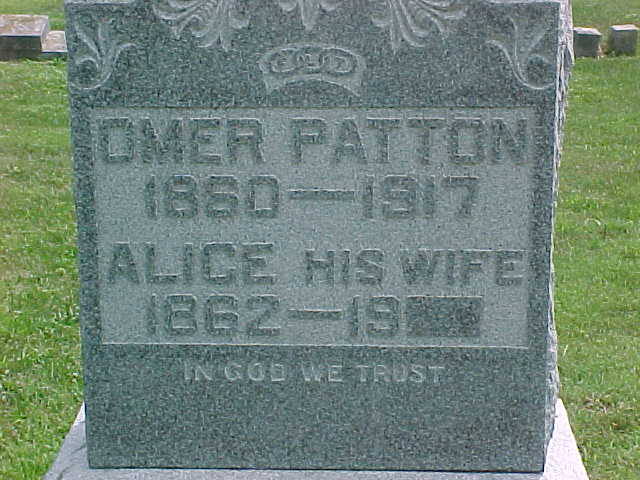 OMER PATTON
1860—1917
ALICE HIS WIFE
1862—19
IN GOD WE TRUST